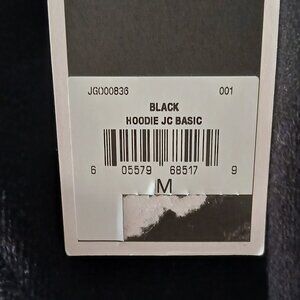 JG000836 001
BLACK
HOODIE JC BASIC
6 05579 68517 9
M